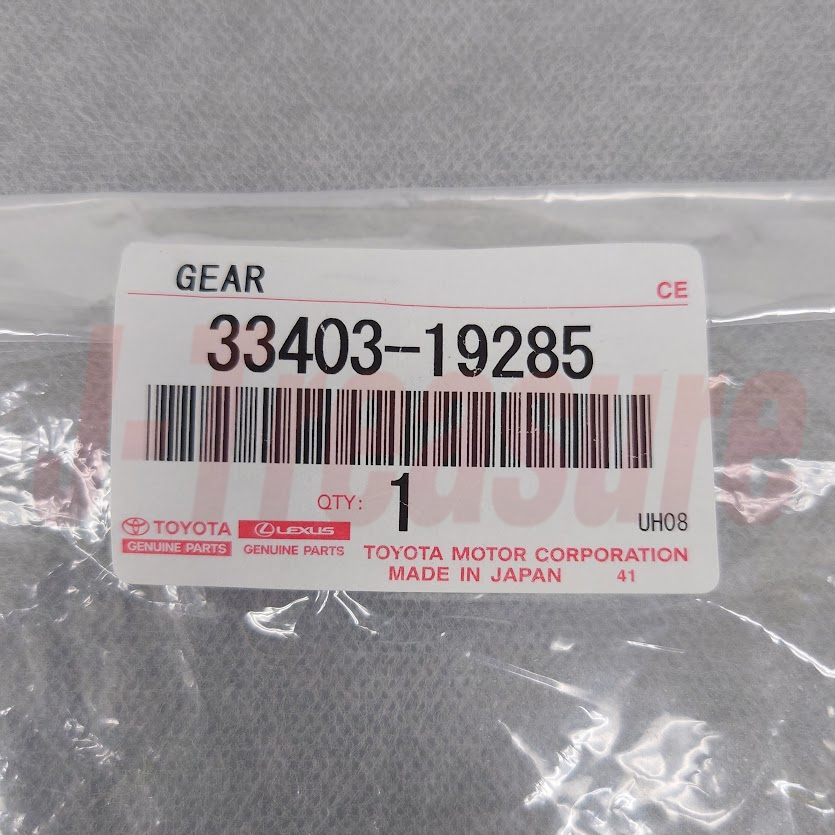 GEAR
CE
33403-19285
QTY: 1
UH08
TOYOTA LEXUS
GENUINE PARTS GENUINE PARTS
TOYOTA MOTOR CORPORATION
MADE IN JAPAN 41
J-Treasure